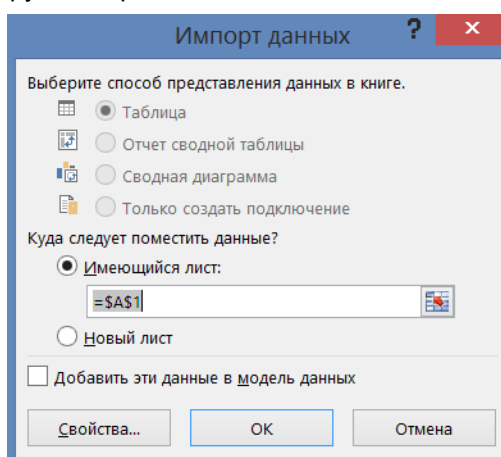 Импорт данных ? ×
Выберите способ представления данных в книге.
Таблица
Отчет сводной таблицы
Сводная диаграмма
Только создать подключение
Куда следует поместить данные?
Имеющийся лист:
=$A$1
Новый лист
Добавить эти данные в модель данных
Свойства... ОК Отмена